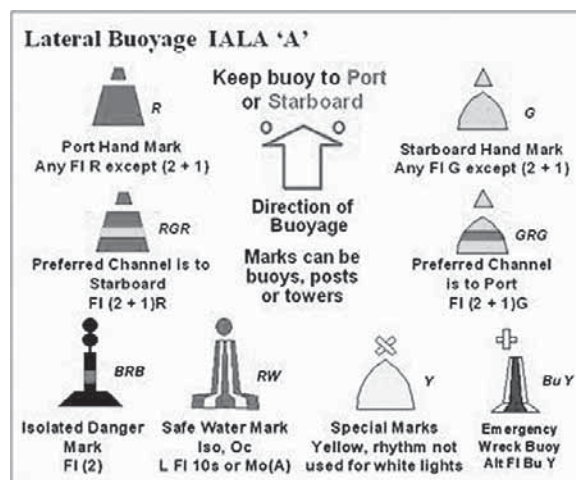 Lateral Buoyage IALA ‘A’
Keep buoy to Port
or Starboard
R
G
Port Hand Mark
Any Fl R except (2 + 1)
Starboard Hand Mark
Any Fl G except (2 + 1)
Direction of
Buoyage
RGR
GRG
Marks can be
buoys, posts
or towers
Preferred Channel is to
Starboard
Fl (2 + 1)R
Preferred Channel
is to Port
Fl (2 + 1)G
BRB
RW
Y
Bu Y
Isolated Danger
Mark
Fl (2)
Safe Water Mark
Iso, Oc
L Fl 10s or Mo(A)
Special Marks
Yellow, rhythm not
used for white lights
Emergency
Wreck Buoy
Alt Fl Bu Y